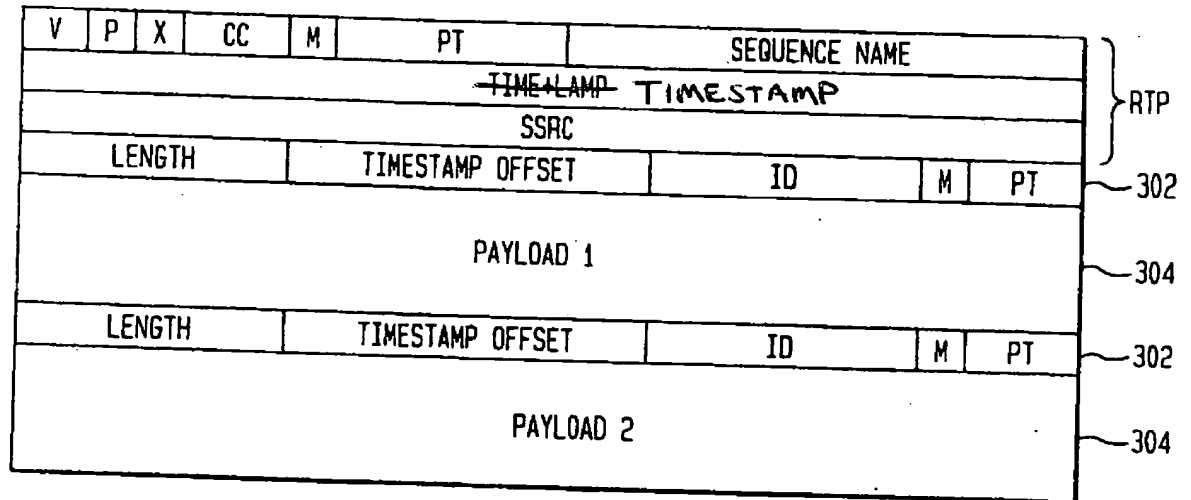 V P X CC M PT SEQUENCE NAME
TIME+LAMP TIMESTAMP
RTP
SSRC
LENGTH TIMESTAMP OFFSET ID M PT 302
PAYLOAD 1 304
LENGTH TIMESTAMP OFFSET ID M PT 302
PAYLOAD 2 304